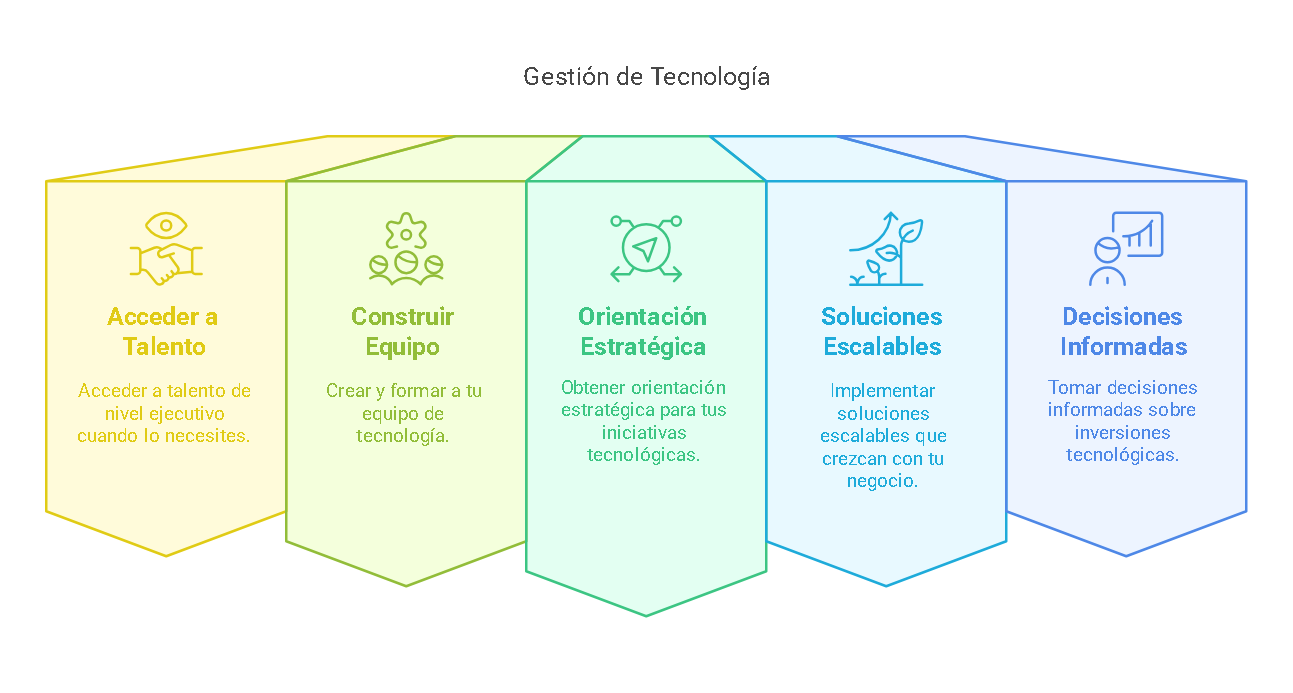 Gestión de Tecnología
Acceder a
Talento
Acceder a talento de
nivel ejecutivo
cuando lo necesites.
Construir
Equipo
Crear y formar a tu
equipo de
tecnología.
Orientación
Estratégica
Obtener orientación
estratégica para tus
iniciativas
tecnológicas.
Soluciones
Escalables
Implementar
soluciones
escalables que
crezcan con tu
negocio.
Decisiones
Informadas
Tomar decisiones
informadas sobre
inversiones
tecnológicas.